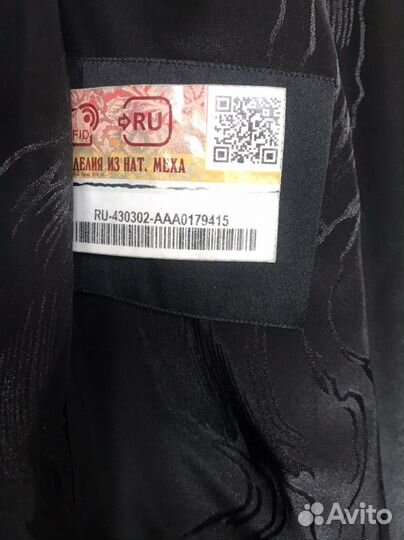 FID
RU
ДЕЛИЯ ИЗ НАТ. МЕХА
RU-430302-AAA0179415
Avito